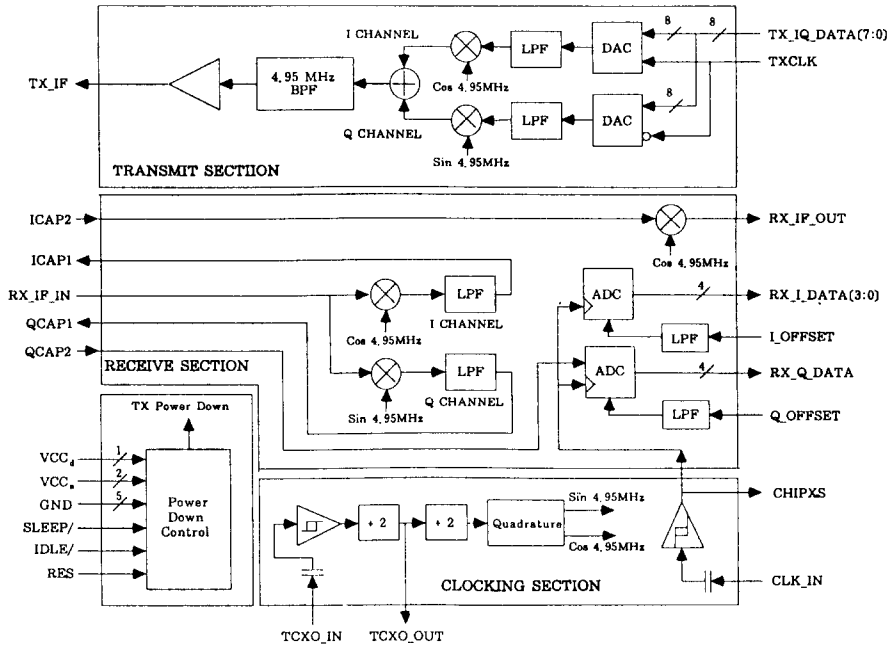 I CHANNEL
8
8
TX_IQ_DATA(7:0)
LPF
DAC
TXCLK
TX_IF
4.95 MHz
BPF
Cos 4.95MHz
8
Q CHANNEL
LPF
DAC
Sin 4.95MHz
TRANSMIT SECTIION
ICAP2
RX_IF_OUT
Cos 4.95MHz
ICAP1
RX_IF_IN
LPF
ADC
4
RX_I_DATA(3:0)
Cos 4.95MHz
I CHANNEL
QCAP1
LPF
I_OFFSET
QCAP2
RECEIVE SECTION
LPF
ADC
4
RX_Q_DATA
Sin 4.95MHz
Q CHANNEL
LPF
Q_OFFSET
TX Power Down
VCCd
1
VCCa
2
GND
5
SLEEP/
IDLE/
RES
Power
Down
Control
÷ 2
÷ 2
Quadrature
Sin 4.95MHz
Cos 4.95MHz
CHIPXS
CLOCKING SECTION
CLK_IN
TCXO_IN
TCXO_OUT